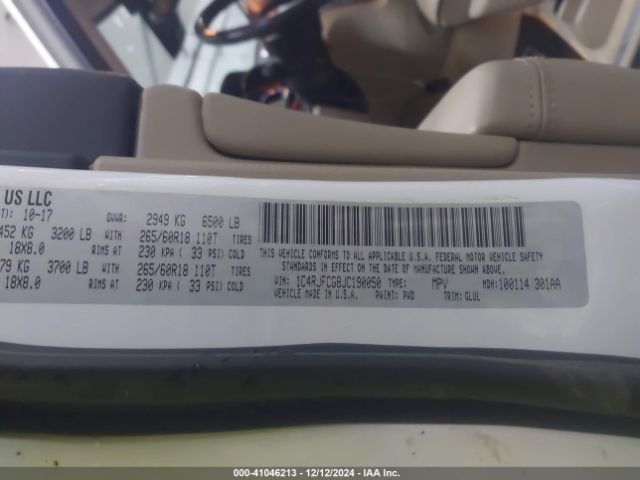 US LLC
10-17 GVWR: 2949 KG 6500 LB
452 KG 3200 LB WITH 265/60R18 110T TIRES
18X8.0 RIMS AT 230 KPA ( 33 PSI) COLD
79 KG 3700 LB WITH 265/60R18 110T TIRES
18X8.0 RIMS AT 230 KPA ( 33 PSI) COLD
THIS VEHICLE CONFORMS TO ALL APPLICABLE U.S.A. FEDERAL MOTOR VEHICLE SAFETY
STANDARDS IN EFFECT ON THE DATE OF MANUFACTURE SHOWN ABOVE.
VIN: 1C4RJFCG8JC190050 TYPE: MPV MDH:100114 301AA
VEHICLE MADE IN U.S.A. PAINT: PWD TRIM: GLUL
000-41046213 - 12/12/2024 - IAA Inc.